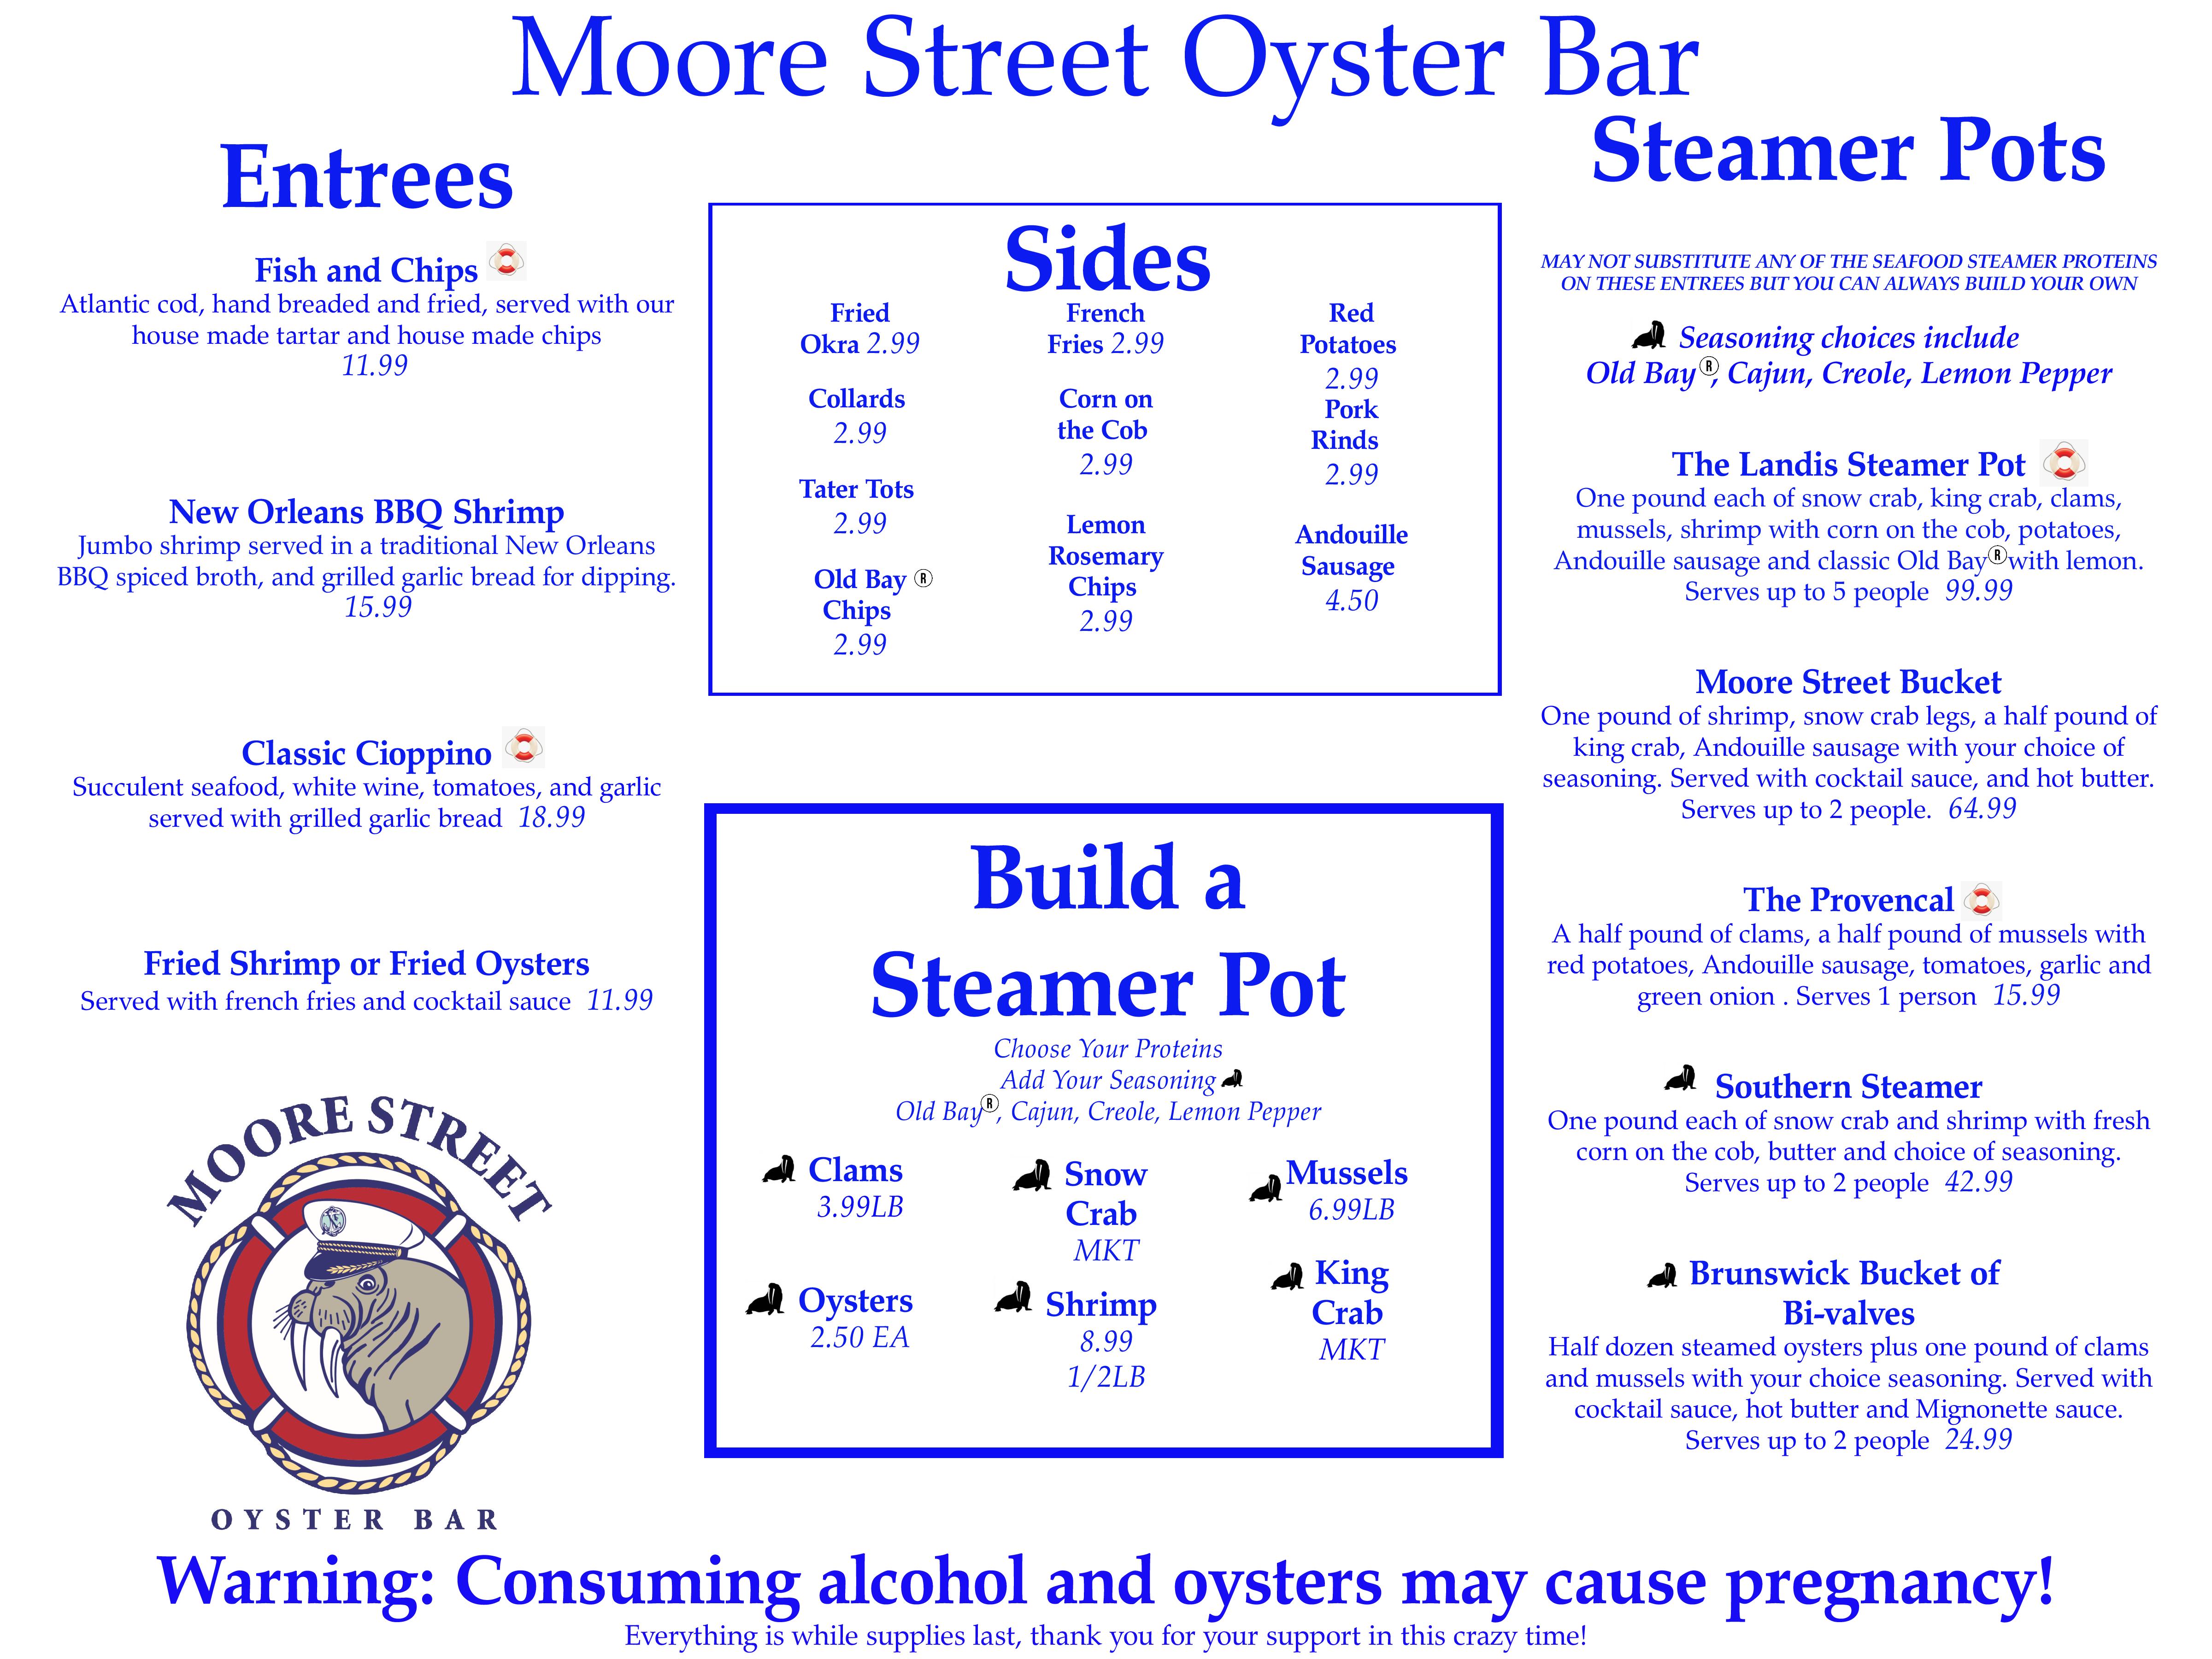 Moore Street Oyster Bar
Entrees
Fish and Chips
Atlantic cod, hand breaded and fried, served with our
house made tartar and house made chips
11.99
New Orleans BBQ Shrimp
Jumbo shrimp served in a traditional New Orleans
BBQ spiced broth, and grilled garlic bread for dipping.
15.99
Classic Cioppino
Succulent seafood, white wine, tomatoes, and garlic
served with grilled garlic bread 18.99
Fried Shrimp or Fried Oysters
Served with french fries and cocktail sauce 11.99
MOORE STREET
OYSTER BAR
Sides
Fried
Okra 2.99
Collards
2.99
Tater Tots
2.99
Old Bay ®
Chips
2.99
French
Fries 2.99
Corn on
the Cob
2.99
Lemon
Rosemary
Chips
2.99
Red
Potatoes
2.99
Pork
Rinds
2.99
Andouille
Sausage
4.50
Build a
Steamer Pot
Choose Your Proteins
Add Your Seasoning
Old Bay®, Cajun, Creole, Lemon Pepper
Clams
3.99LB
Oysters
2.50 EA
Snow
Crab
MKT
Shrimp
8.99
1/2LB
Mussels
6.99LB
King
Crab
MKT
Steamer Pots
MAY NOT SUBSTITUTE ANY OF THE SEAFOOD STEAMER PROTEINS
ON THESE ENTREES BUT YOU CAN ALWAYS BUILD YOUR OWN
Seasoning choices include
Old Bay®, Cajun, Creole, Lemon Pepper
The Landis Steamer Pot
One pound each of snow crab, king crab, clams,
mussels, shrimp with corn on the cob, potatoes,
Andouille sausage and classic Old Bay®with lemon.
Serves up to 5 people 99.99
Moore Street Bucket
One pound of shrimp, snow crab legs, a half pound of
king crab, Andouille sausage with your choice of
seasoning. Served with cocktail sauce, and hot butter.
Serves up to 2 people. 64.99
The Provencal
A half pound of clams, a half pound of mussels with
red potatoes, Andouille sausage, tomatoes, garlic and
green onion . Serves 1 person 15.99
Southern Steamer
One pound each of snow crab and shrimp with fresh
corn on the cob, butter and choice of seasoning.
Serves up to 2 people 42.99
Brunswick Bucket of
Bi-valves
Half dozen steamed oysters plus one pound of clams
and mussels with your choice seasoning. Served with
cocktail sauce, hot butter and Mignonette sauce.
Serves up to 2 people 24.99
Warning: Consuming alcohol and oysters may cause pregnancy!
Everything is while supplies last, thank you for your support in this crazy time!